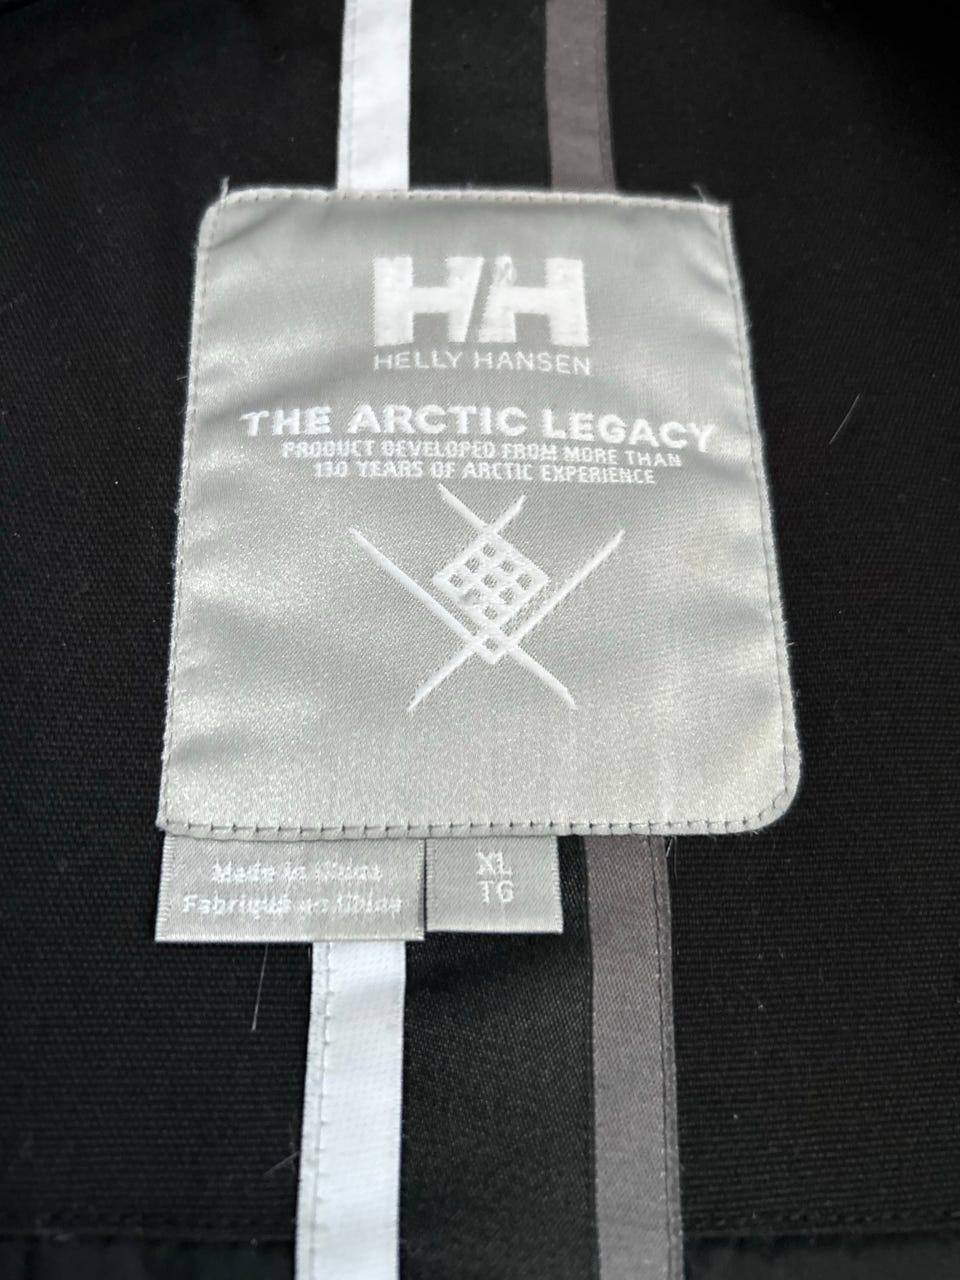 HH
HELLY HANSEN
THE ARCTIC LEGACY
PRODUCT DEVELOPED FROM MORE THAN
130 YEARS OF ARCTIC EXPERIENCE
Made in China
Fabriqué en Chine
XL
TG